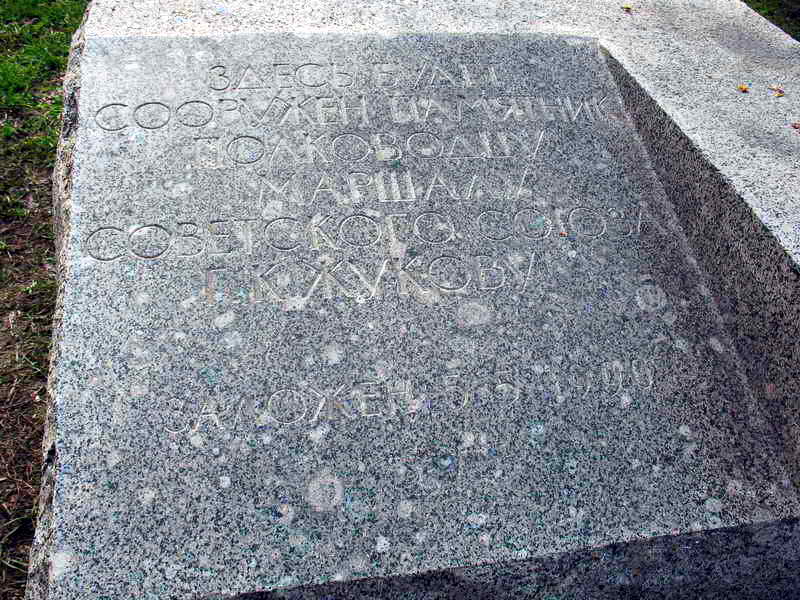 ЗДЕСЬ БУДЕТ
СООРУЖЕН ПАМЯТНИК
ПОЛКОВОДЦУ
МАРШАЛУ
СОВЕТСКОГО СОЮЗА
Г.К.ЖУКОВУ
ЗАЛОЖЕН